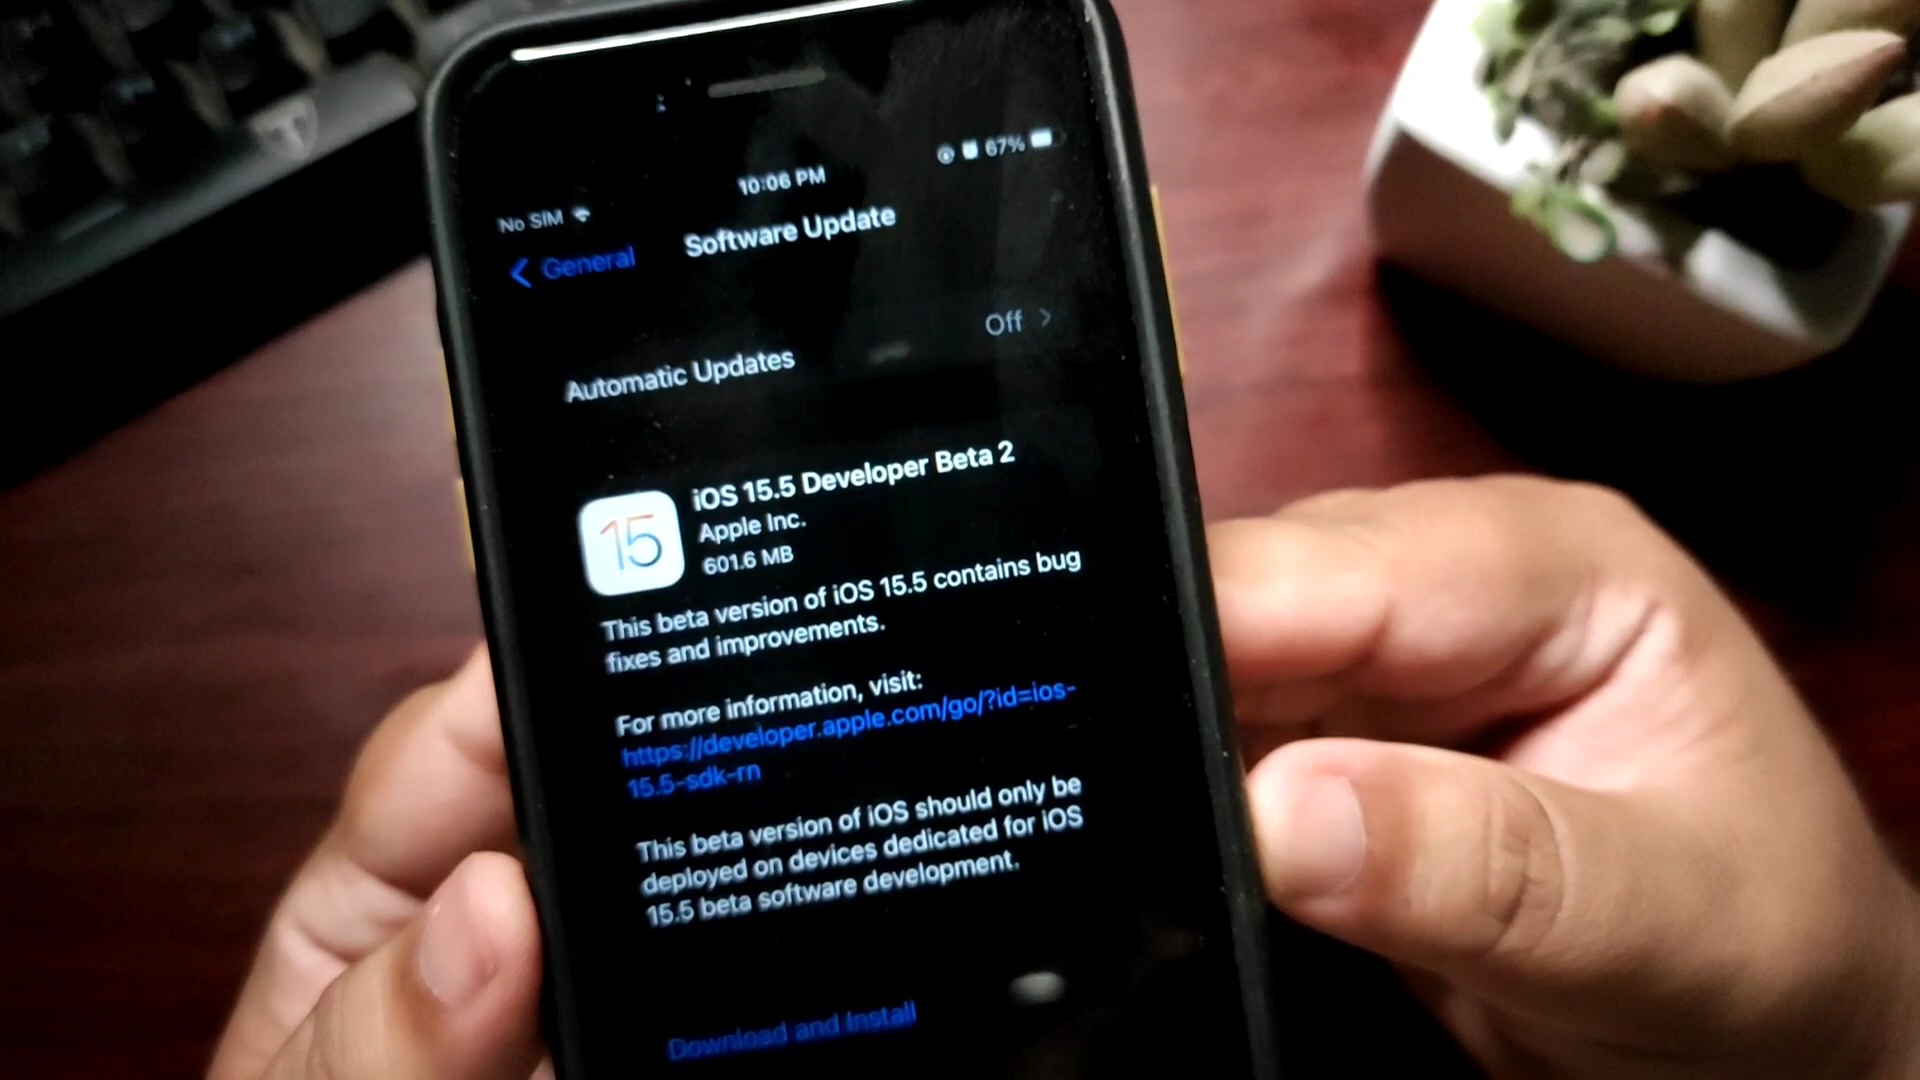 10:06 PM
67%
No SIM
General
Software Update
Automatic Updates
Off
15
iOS 15.5 Developer Beta 2
Apple Inc.
601.6 MB
This beta version of iOS 15.5 contains bug
fixes and improvements.
For more information, visit:
https://developer.apple.com/go/?id=ios-
15.5-sdk-rn
This beta version of iOS should only be
deployed on devices dedicated for iOS
15.5 beta software development.
Download and Install